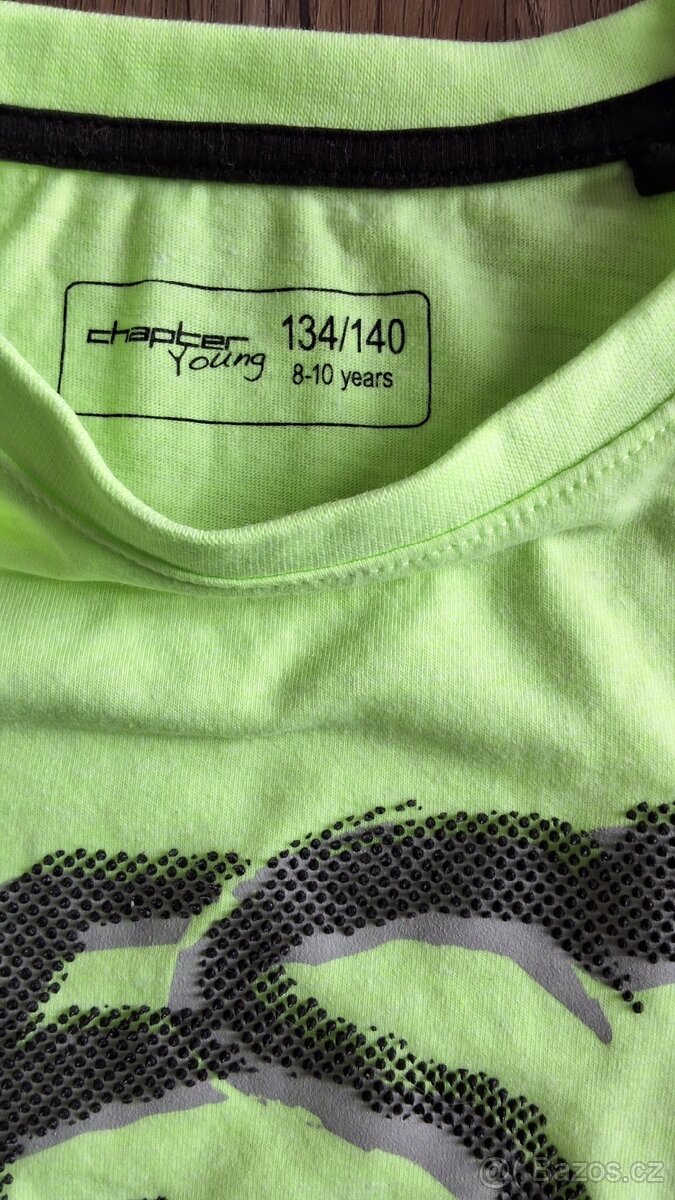 chapter
Young
134/140
8-10 years
Bazos.cz